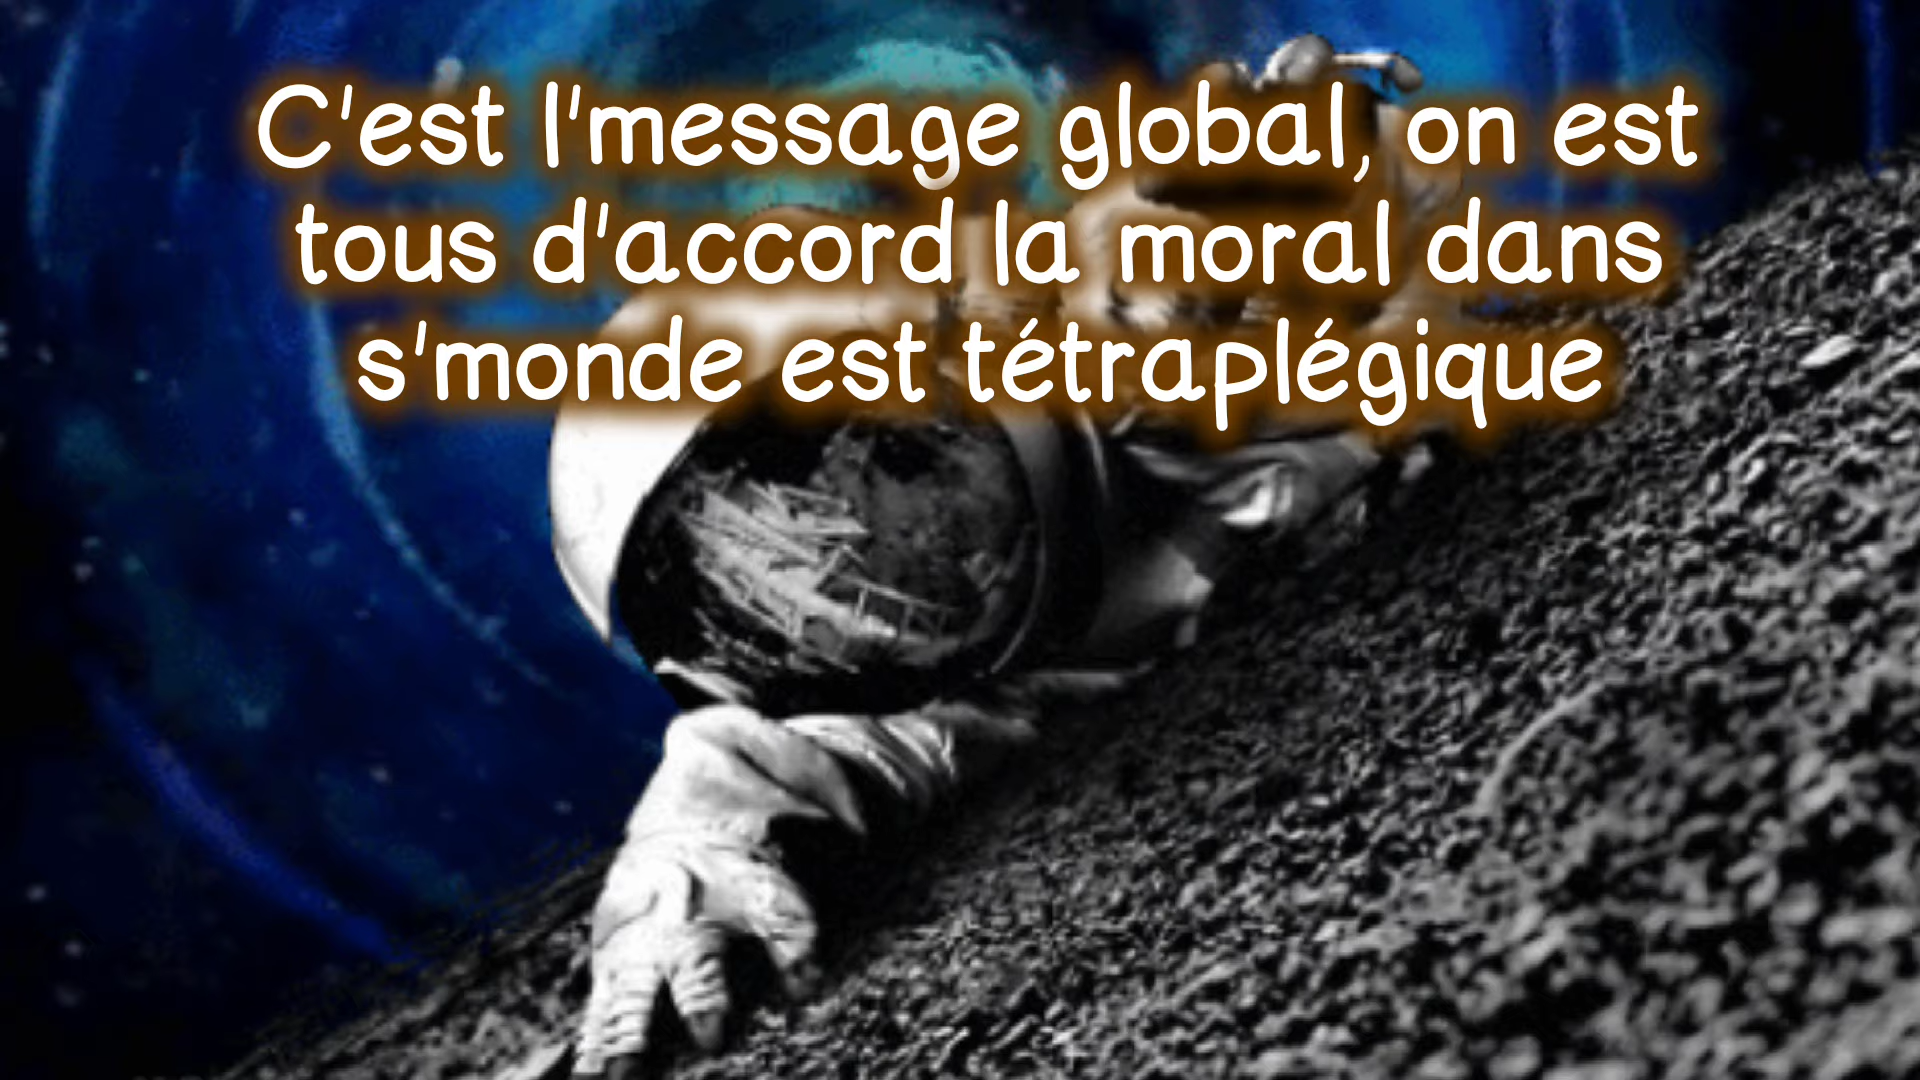 C'est l'message global, on est
tous d'accord la moral dans
s'monde est tétraplégique